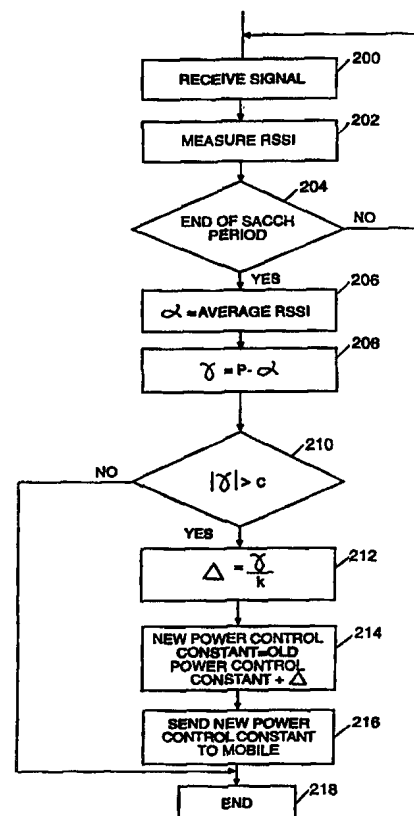 200
RECEIVE SIGNAL
202
MEASURE RSSI
204
END OF SACCH
PERIOD
NO
YES
206
α = AVERAGE RSSI
208
γ = P - α
210
NO
|γ| > c
YES
212
Δ = γ
k
214
NEW POWER CONTROL
CONSTANT=OLD
POWER CONTROL
CONSTANT + Δ
216
SEND NEW POWER
CONTROL CONSTANT
TO MOBILE
218
END